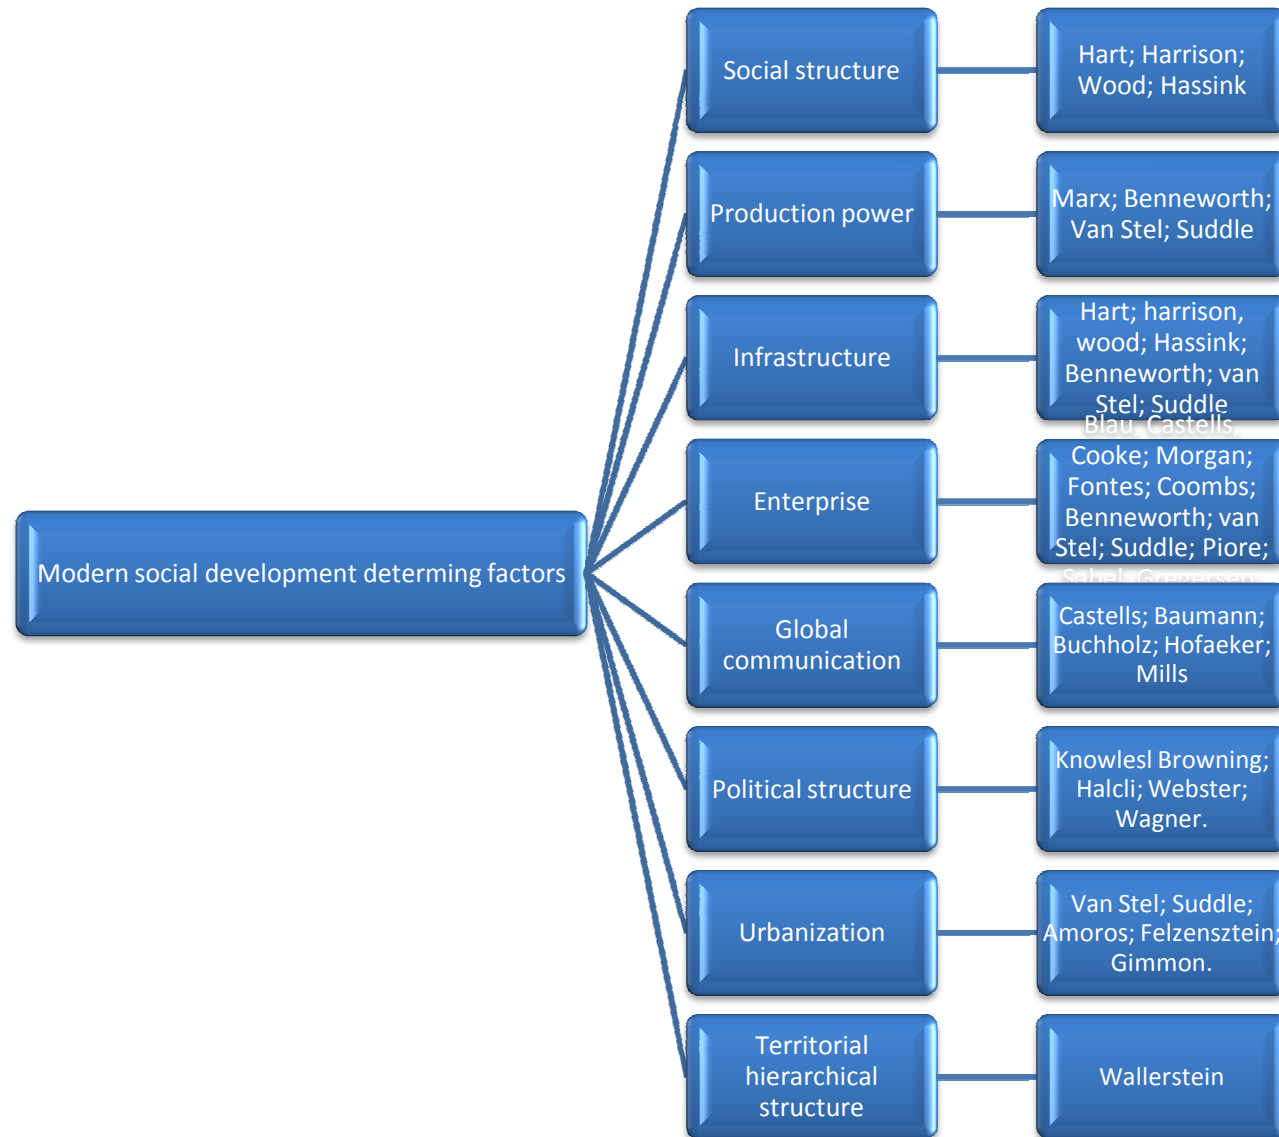 Social structure
Hart; Harrison;
Wood; Hassink
Production power
Marx; Benneworth;
Van Stel; Suddle
Infrastructure
Hart; harrison,
wood; Hassink;
Benneworth; van
Stel; Suddle
Enterprise
Blau, Castells,
Cooke; Morgan;
Fontes; Coombs;
Benneworth; van
Stel; Suddle; Piore;
Sabel, Gregersen,
Modern social development determing factors
Global
communication
Castells; Baumann;
Buchholz; Hofaeker;
Mills
Political structure
Knowlesl Browning;
Halcli; Webster;
Wagner.
Urbanization
Van Stel; Suddle;
Amoros; Felzensztein;
Gimmon.
Territorial
hierarchical
structure
Wallerstein